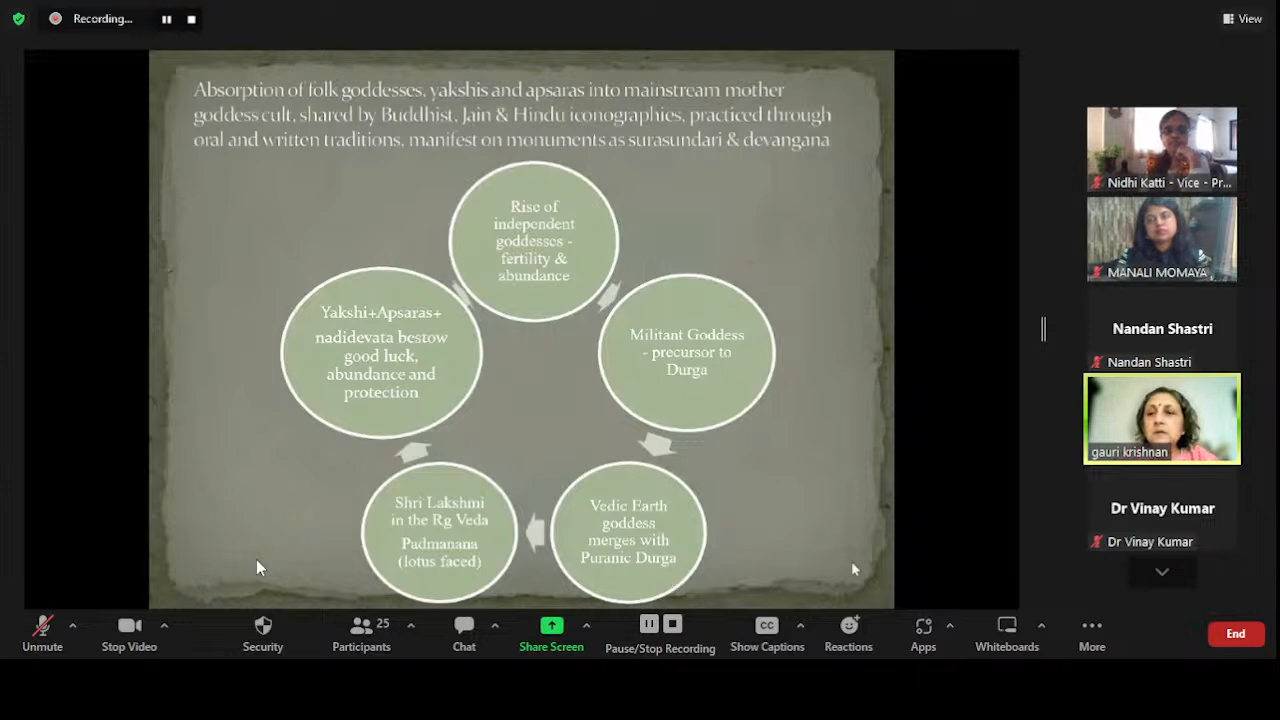 Recording...
View
Absorption of folk goddesses, yakshis and apsaras into mainstream mother
goddess cult, shared by Buddhist, Jain & Hindu iconographies, practiced through
oral and written traditions, manifest on monuments as surasundari & devangana
Rise of
independent
goddesses -
fertility &
abundance
Militant Goddess
- precursor to
Durga
Vedic Earth
goddess
merges with
Puranic Durga
Shri Lakshmi
in the Rg Veda
Padmanana
(lotus faced)
Yakshi+Apsaras+
nadidevata bestow
good luck,
abundance and
protection
Nidhi Katti - Vice - Pr...
MANALI MOMAYA
Nandan Shastri
Nandan Shastri
gauri krishnan
Dr Vinay Kumar
Dr Vinay Kumar
Unmute
Stop Video
Security
Participants
25
Chat
Share Screen
Pause/Stop Recording
CC
Show Captions
Reactions
Apps
Whiteboards
More
End